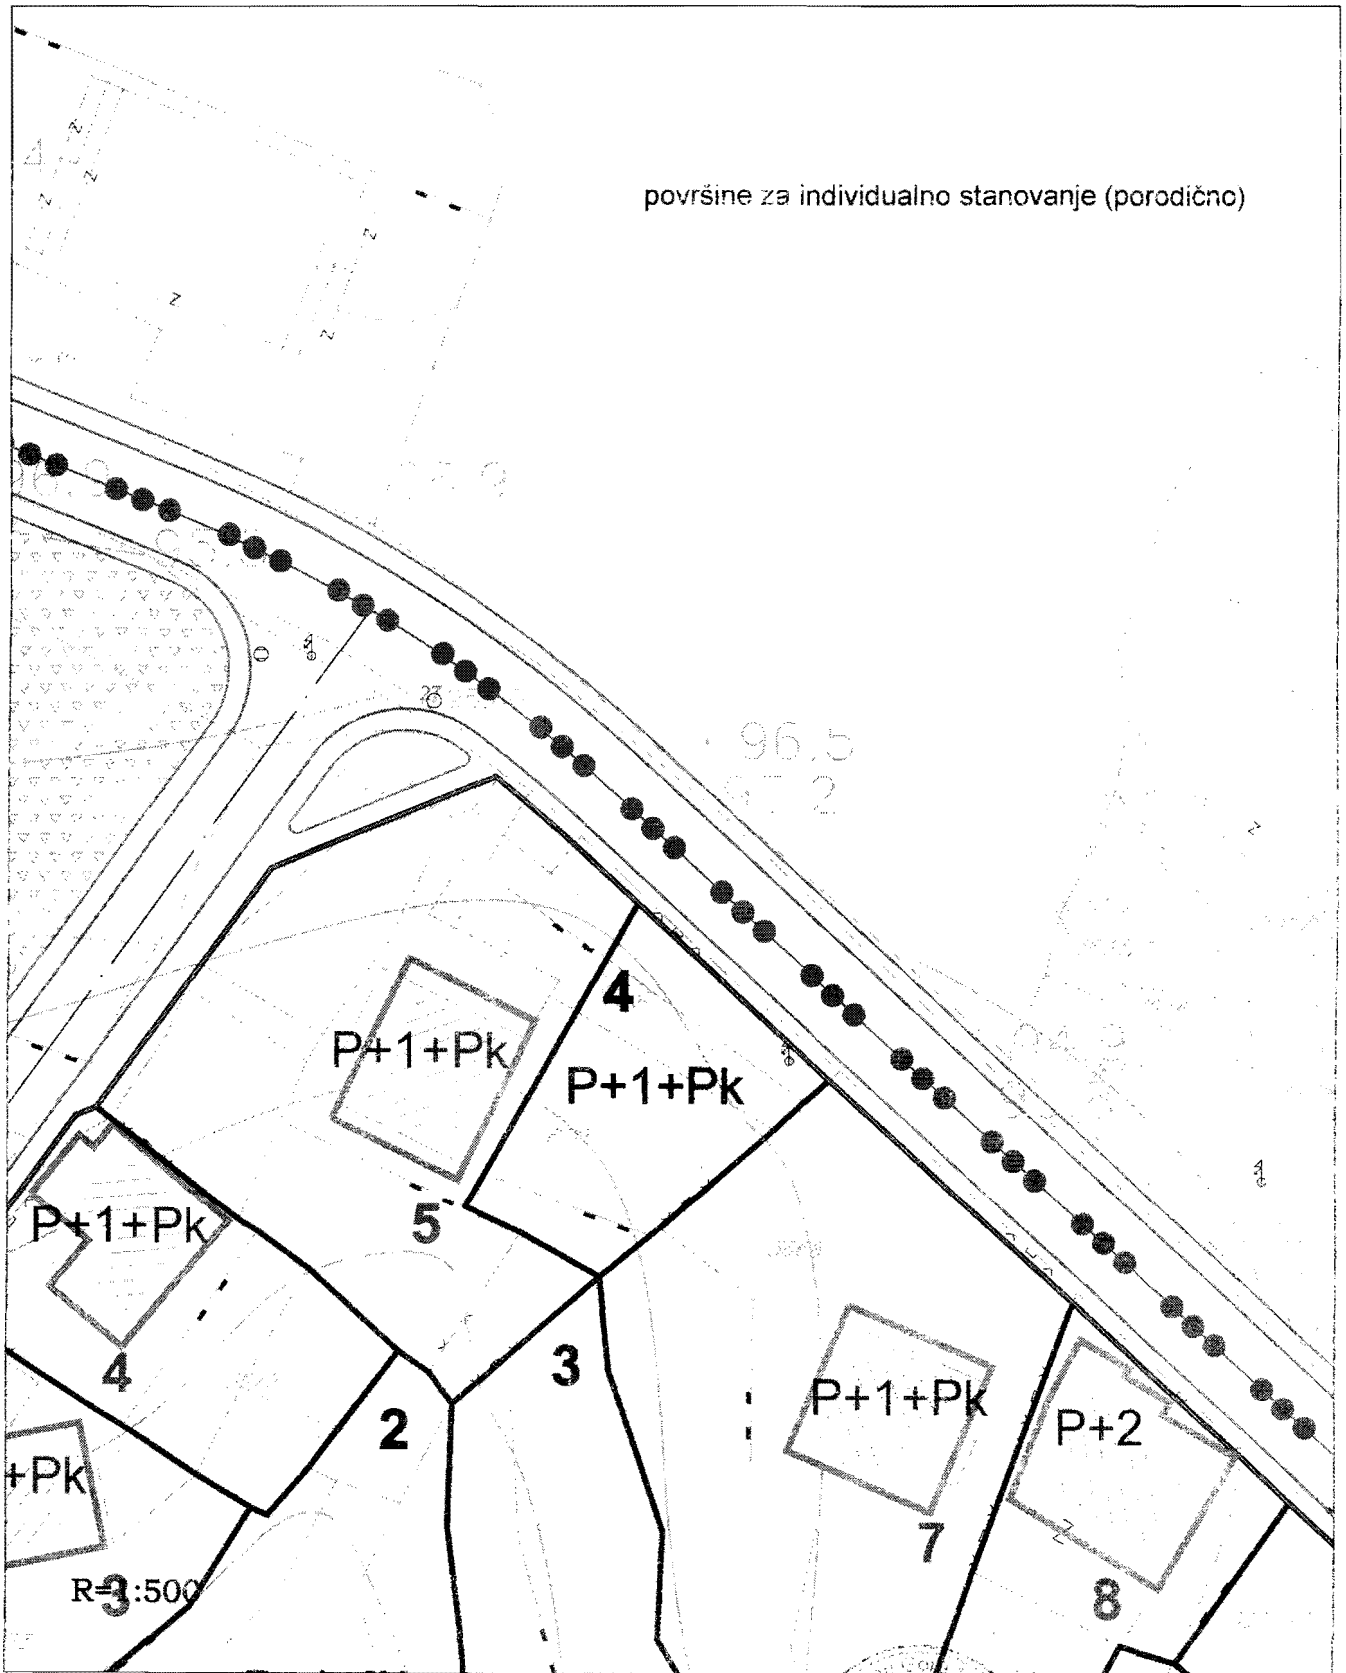 površine za individualno stanovanje (porodično)
96.5
4
P+1+Pk
P+1+Pk
P+1+Pk
5
4
3
2
P+1+Pk
P+2
+Pk
7
8
R=1:500
3